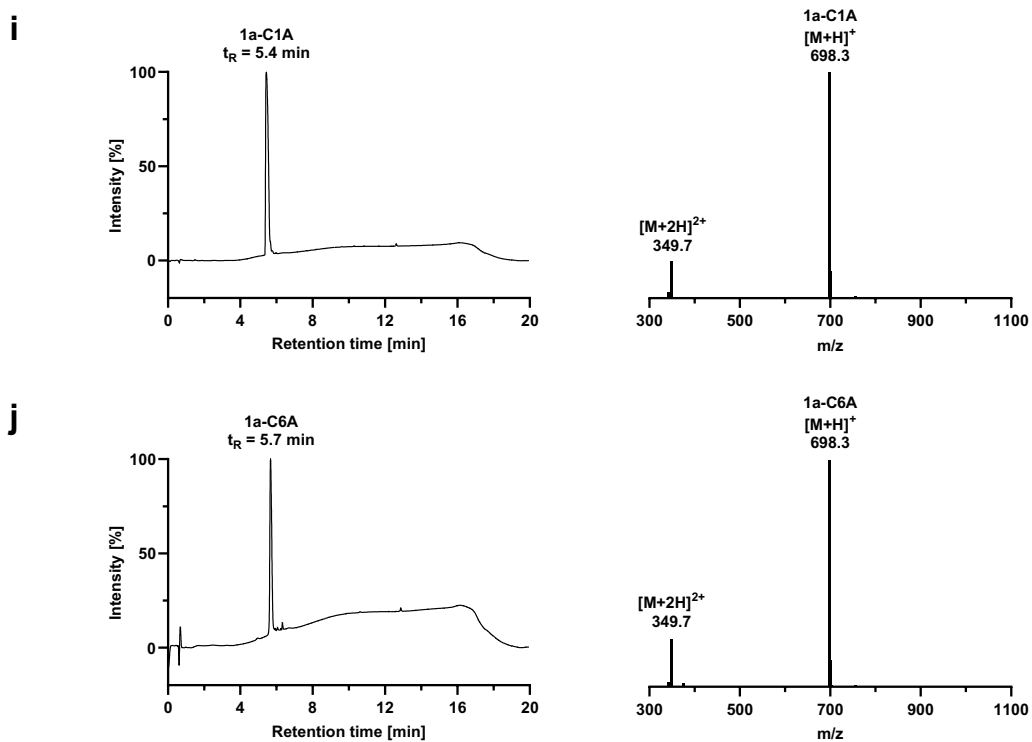 i
1a-C1A
tR = 5.4 min
100
50
0
Intensity [%]
0 4 8 12 16 20
Retention time [min]
1a-C1A
[M+H]+
698.3
[M+2H]2+
349.7
300 500 700 900 1100
m/z
j
1a-C6A
tR = 5.7 min
100
50
0
Intensity [%]
0 4 8 12 16 20
Retention time [min]
1a-C6A
[M+H]+
698.3
[M+2H]2+
349.7
300 500 700 900 1100
m/z